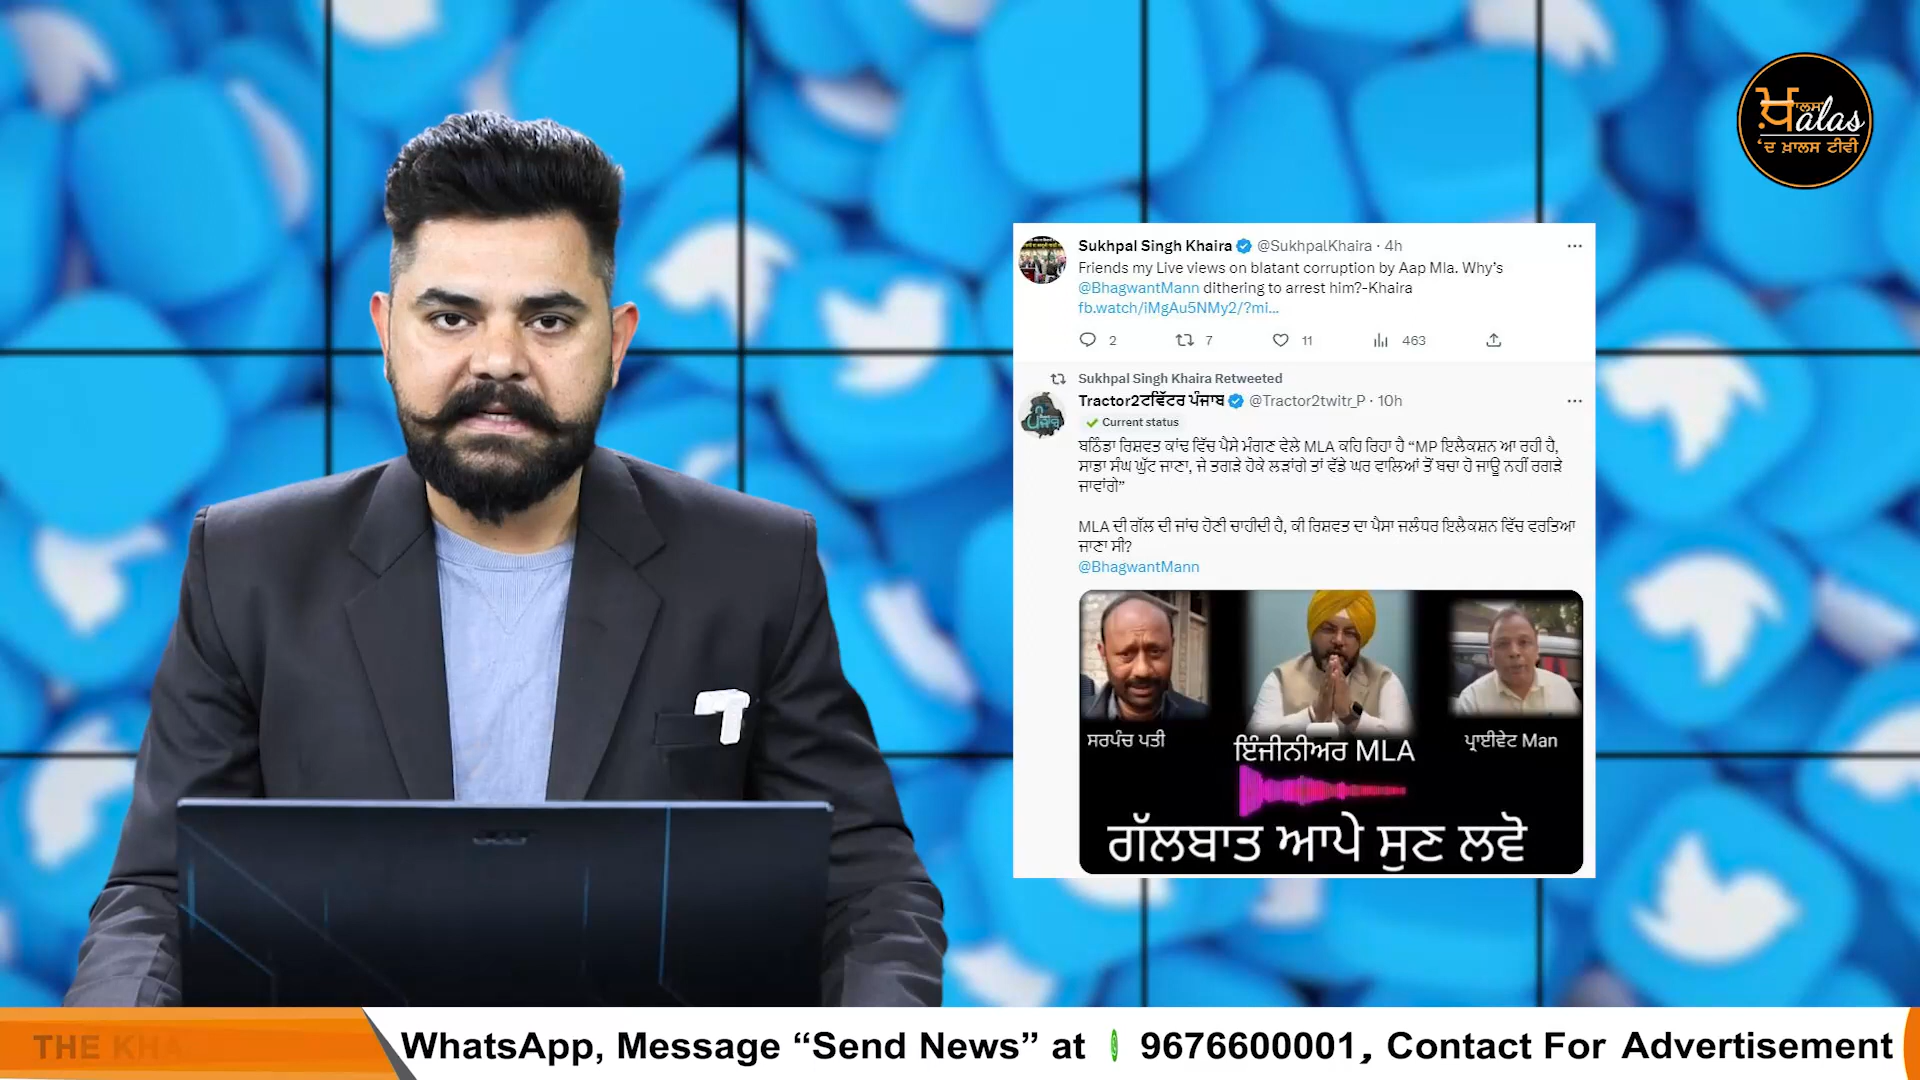 ਖ਼ਾਲਸ
alas
'ਦ ਖ਼ਾਲਸ ਟੀਵੀ
Sukhpal Singh Khaira @SukhpalKhaira · 4h
Friends my Live views on blatant corruption by Aap Mla. Why's
@BhagwantMann dithering to arrest him?-Khaira
fb.watch/iMgAu5NMy2/?mi...
2 7 11 463
Sukhpal Singh Khaira Retweeted
Tractor2ਟਵਿੱਟਰ ਪੰਜਾਬ @Tractor2twitr_P · 10h
ਪੰਜਾਬ
Current status
ਬਠਿੰਡਾ ਰਿਸ਼ਵਤ ਕਾਂਢ ਵਿੱਚ ਪੈਸੇ ਮੰਗਣ ਵੇਲੇ MLA ਕਹਿ ਰਿਹਾ ਹੈ “MP ਇਲੈਕਸ਼ਨ ਆ ਰਹੀ ਹੈ,
ਸਾਡਾ ਸੰਘ ਘੁੱਟ ਜਾਣਾ, ਜੇ ਤਗੜੇ ਹੋਕੇ ਲੜਾਂਗੇ ਤਾਂ ਵੱਡੇ ਘਰ ਵਾਲਿਆਂ ਤੋਂ ਬਚਾ ਹੋ ਜਾਊ ਨਹੀਂ ਰਗੜੇ
ਜਾਵਾਂਗੇ”
MLA ਦੀ ਗੱਲ ਦੀ ਜਾਂਚ ਹੋਣੀ ਚਾਹੀਦੀ ਹੈ, ਕੀ ਰਿਸ਼ਵਤ ਦਾ ਪੈਸਾ ਜਲੰਧਰ ਇਲੈਕਸ਼ਨ ਵਿੱਚ ਵਰਤਿਆ
ਜਾਣਾ ਸੀ?
@BhagwantMann
ਸਰਪੰਚ ਪਤੀ
ਇੰਜੀਨੀਅਰ MLA
ਪ੍ਰਾਈਵੇਟ Man
ਗੱਲਬਾਤ ਆਪੇ ਸੁਣ ਲਵੋ
acer
THE KHA
WhatsApp, Message “Send News” at 9676600001, Contact For Advertisement